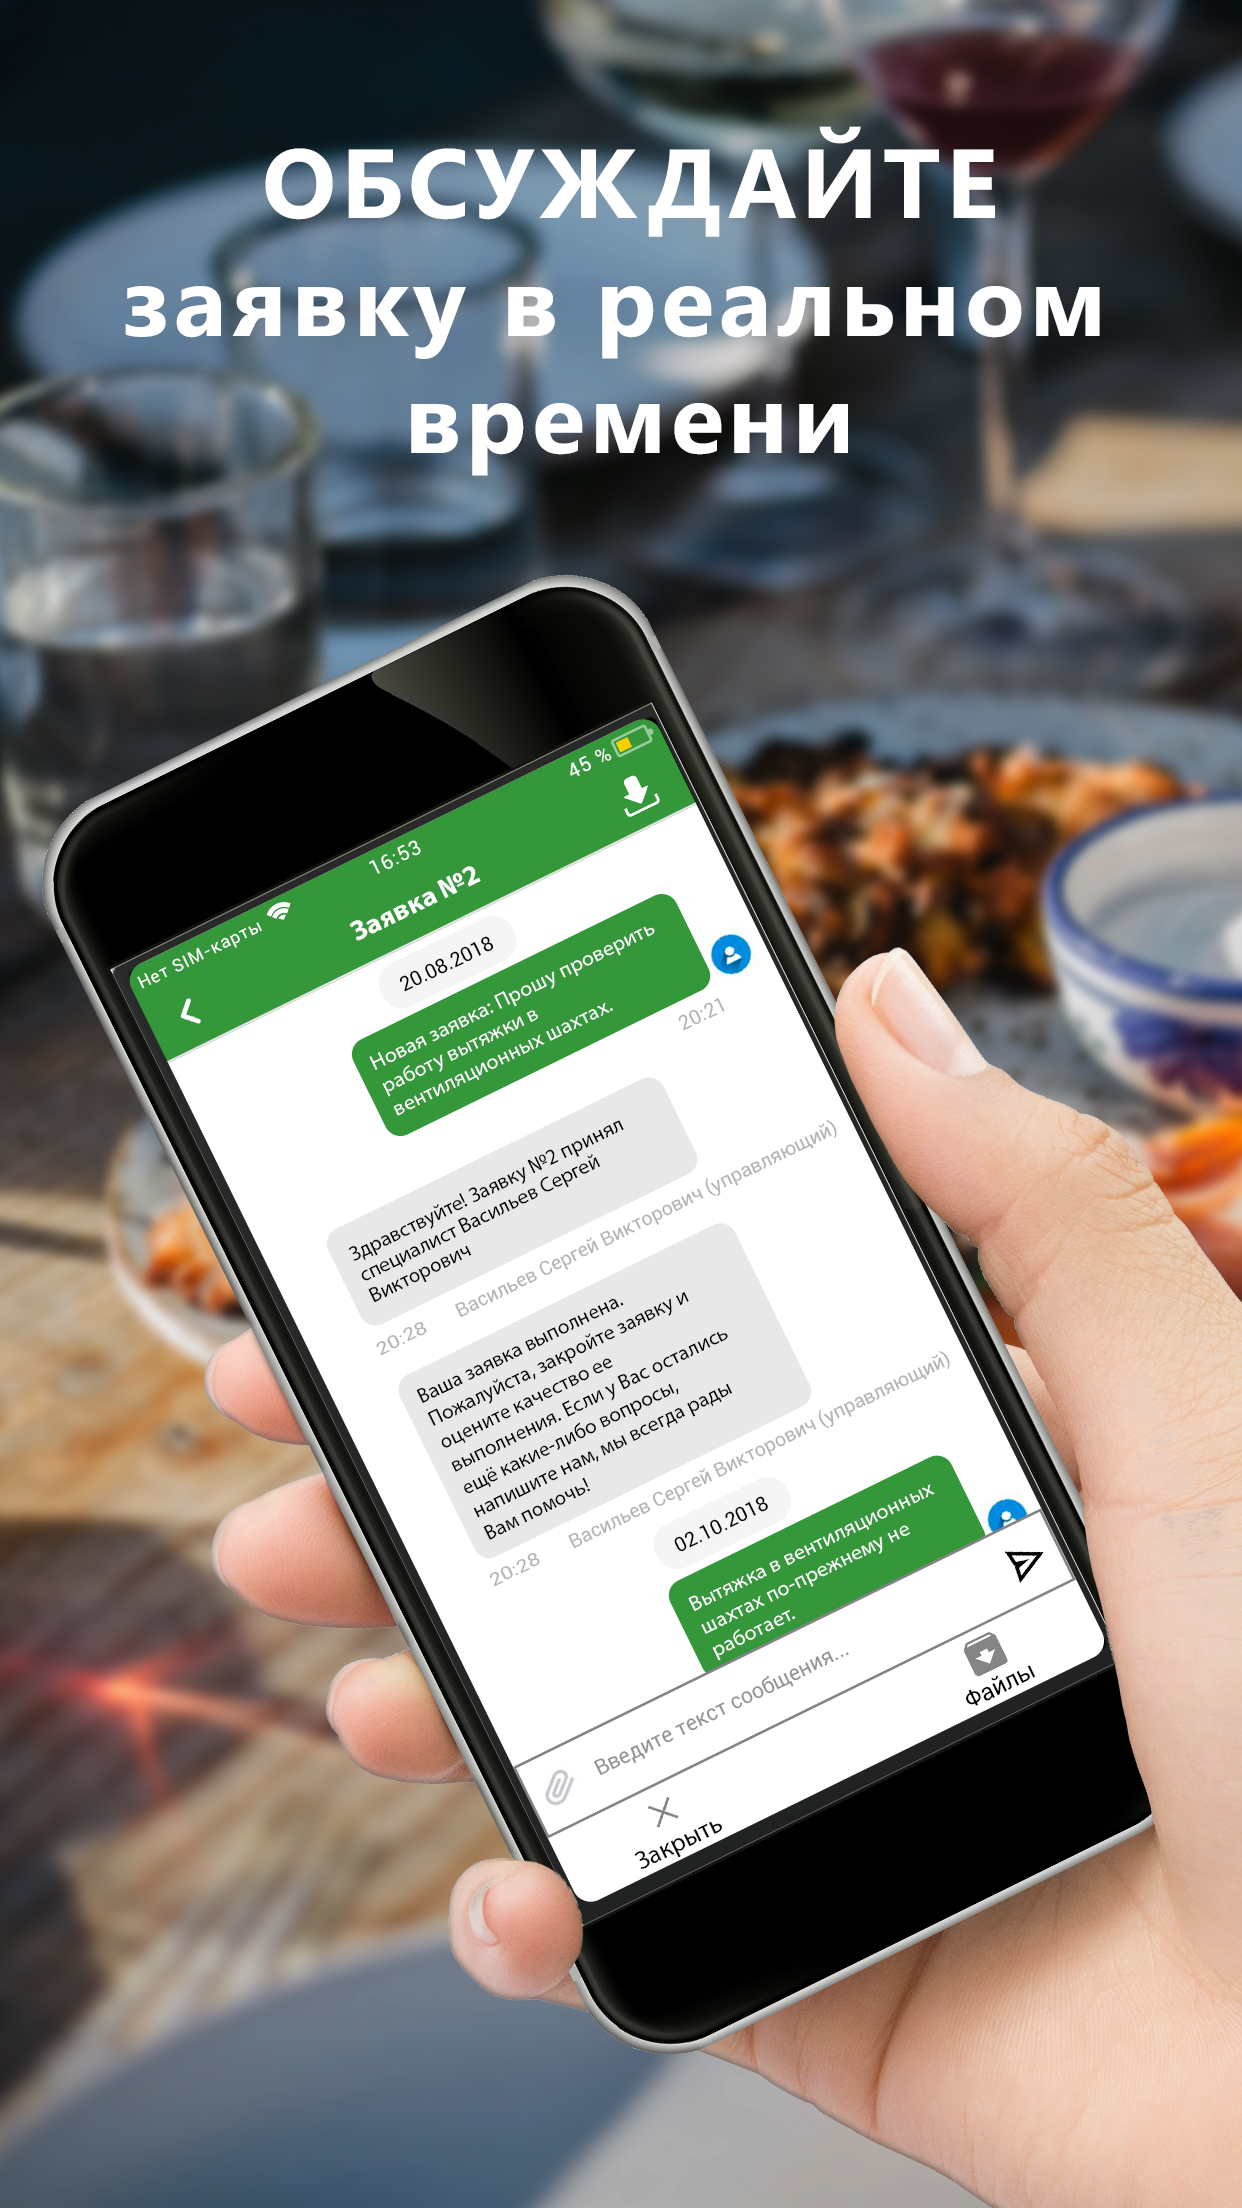 ОБСУЖДАЙТЕ
заявку в реальном
времени
Нет SIM-карты
16:53
45 %
Заявка №2
20.08.2018
Новая заявка: Прошу проверить
работу вытяжки в
вентиляционных шахтах.
20:21
Здравствуйте! Заявку №2 принял
специалист Васильев Сергей
Викторович
20:28 Васильев Сергей Викторович (управляющий)
Ваша заявка выполнена.
Пожалуйста, закройте заявку и
оцените качество ее
выполнения. Если у Вас остались
ещё какие-либо вопросы,
напишите нам, мы всегда рады
Вам помочь!
20:28 Васильев Сергей Викторович (управляющий)
02.10.2018
Вытяжка в вентиляционных
шахтах по-прежнему не
работает.
Введите текст сообщения...
Закрыть
Файлы